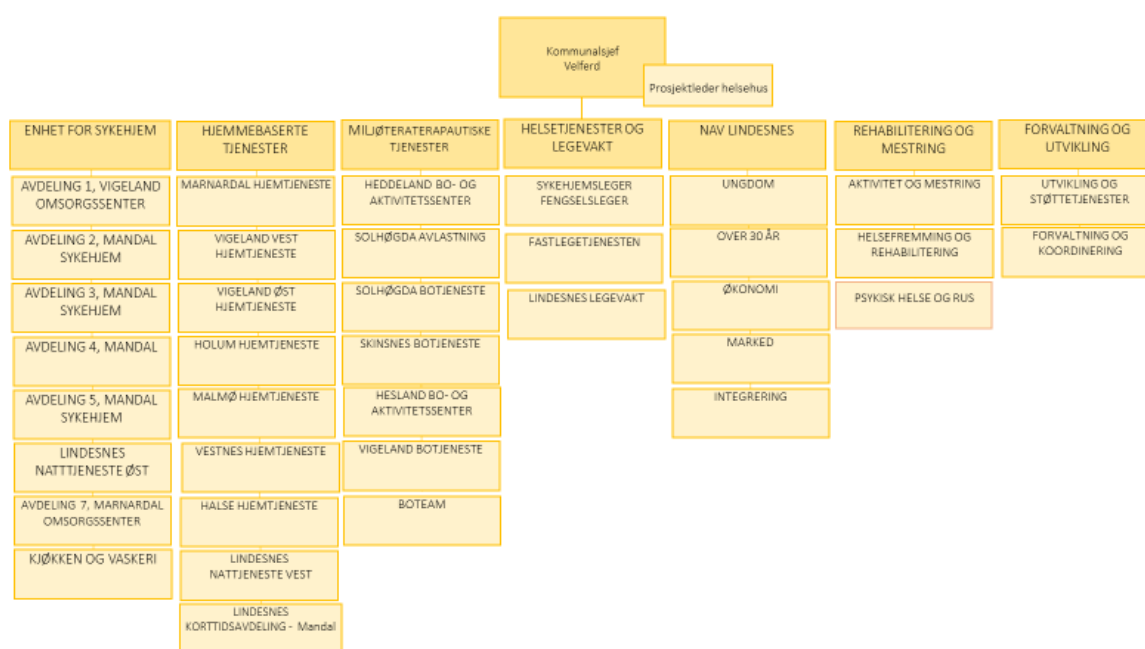 Kommunalsjef
Velferd
Prosjektleder helsehus
ENHET FOR SYKEHJEM
AVDELING 1, VIGELAND
OMSORGSSENTER
AVDELING 2, MANDAL
SYKEHJEM
AVDELING 3, MANDAL
SYKEHJEM
AVDELING 4, MANDAL
AVDELING 5, MANDAL
SYKEHJEM
LINDESNES
NATTTJENESTE ØST
AVDELING 7, MARNARDAL
OMSORGSSENTER
KJØKKEN OG VASKERI
HJEMMEBASERTE
TJENESTER
MARNARDAL HJEMTJENESTE
VIGELAND VEST
HJEMTJENESTE
VIGELAND ØST
HJEMTJENESTE
HOLUM HJEMTJENESTE
MALMØ HJEMTJENESTE
VESTNES HJEMTJENESTE
HALSE HJEMTJENESTE
LINDESNES
NATTJENESTE VEST
LINDESNES
KORTTIDSAVDELING - Mandal
MILJØTERATERAPAUTISKE
TJENESTER
HEDDELAND BO- OG
AKTIVITETSSENTER
SOLHØGDA AVLASTNING
SOLHØGDA BOTJENESTE
SKINSNES BOTJENESTE
HESLAND BO- OG
AKTIVITETSSENTER
VIGELAND BOTJENESTE
BOTEAM
HELSETJENESTER OG
LEGEVAKT
SYKEHJEMSLEGER
FENGSELSLEGER
FASTLEGETJENESTEN
LINDESNES LEGEVAKT
NAV LINDESNES
UNGDOM
OVER 30 ÅR
ØKONOMI
MARKED
INTEGRERING
REHABILITERING OG
MESTRING
AKTIVITET OG MESTRING
HELSEFREMMING OG
REHABILITERING
PSYKISK HELSE OG RUS
FORVALTNING OG
UTVIKLING
UTVIKLING OG
STØTTETJENESTER
FORVALTNING OG
KOORDINERING